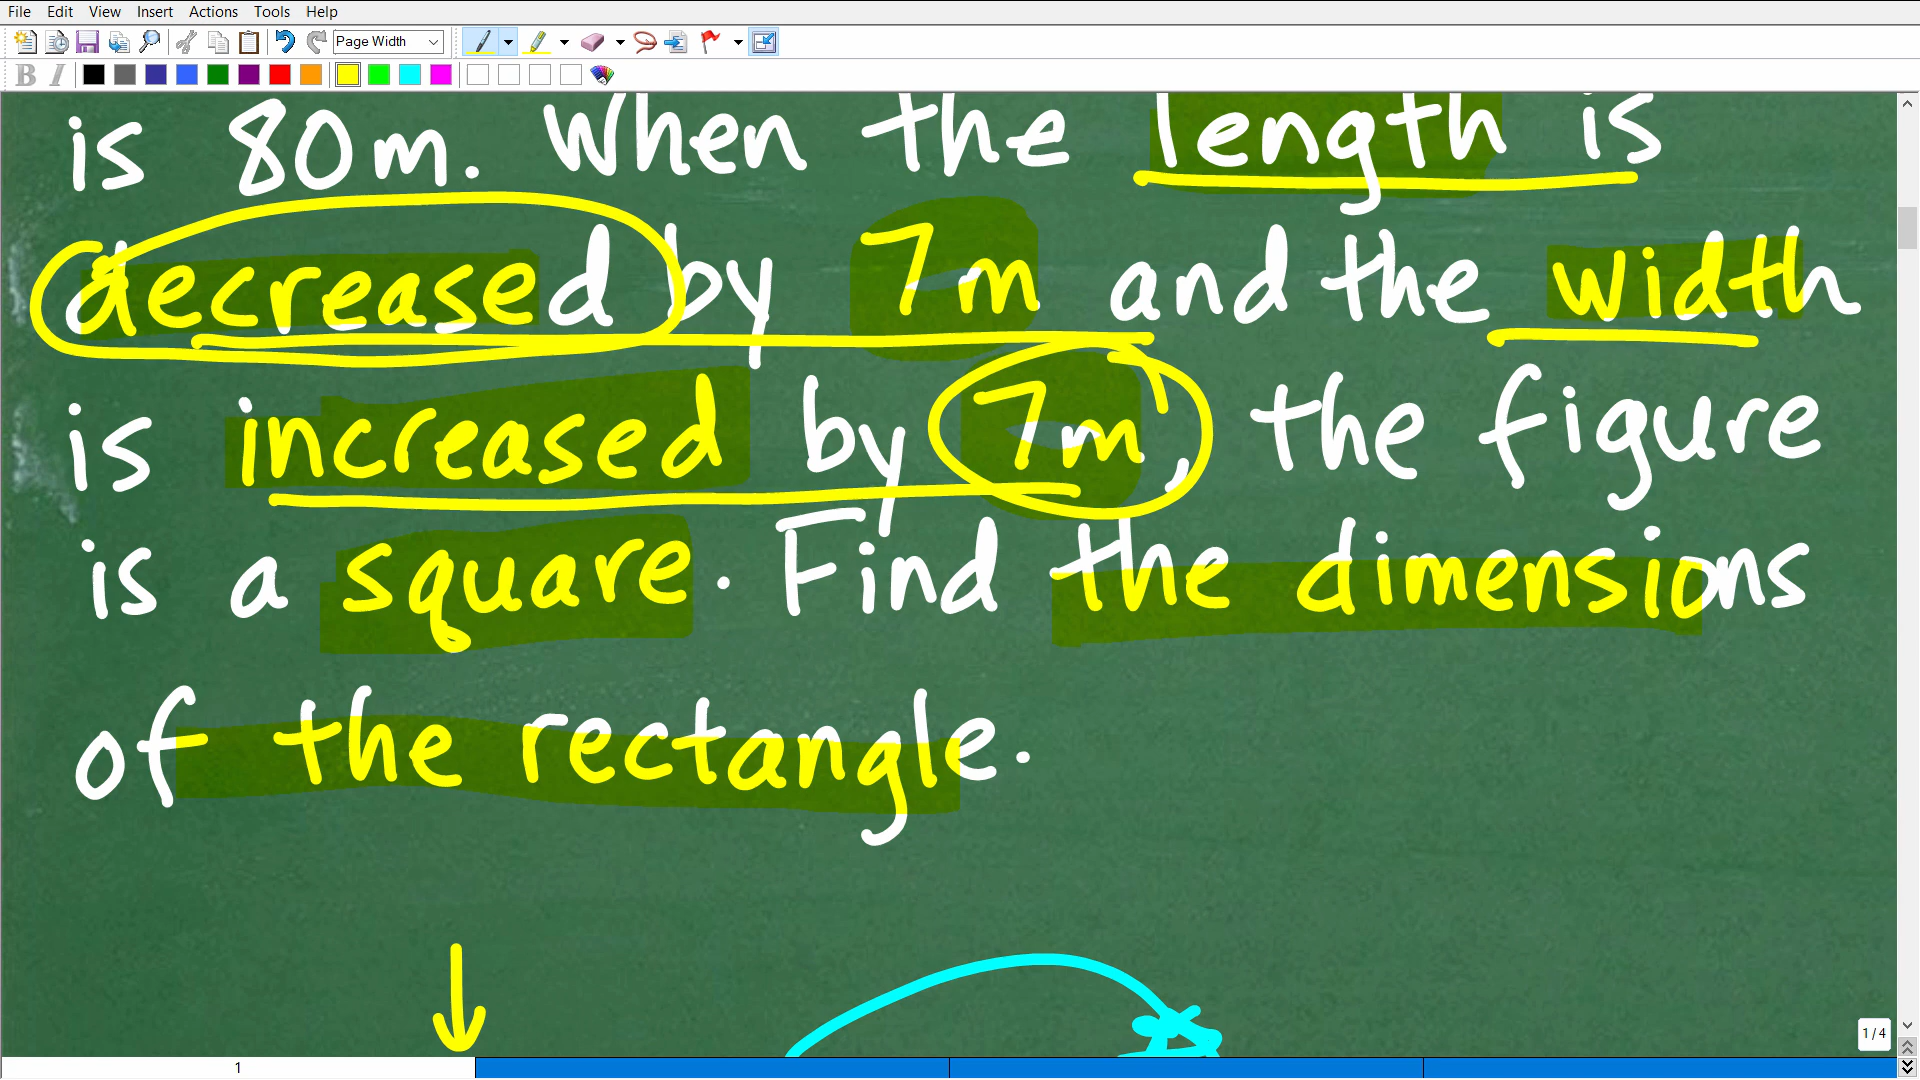 File Edit View Insert Actions Tools Help
Page Width
B I
is 80m. When the length is
decreased by 7m and the width
is increased by 7m, the figure
is a square. Find the dimensions
of the rectangle.
1 / 4
1